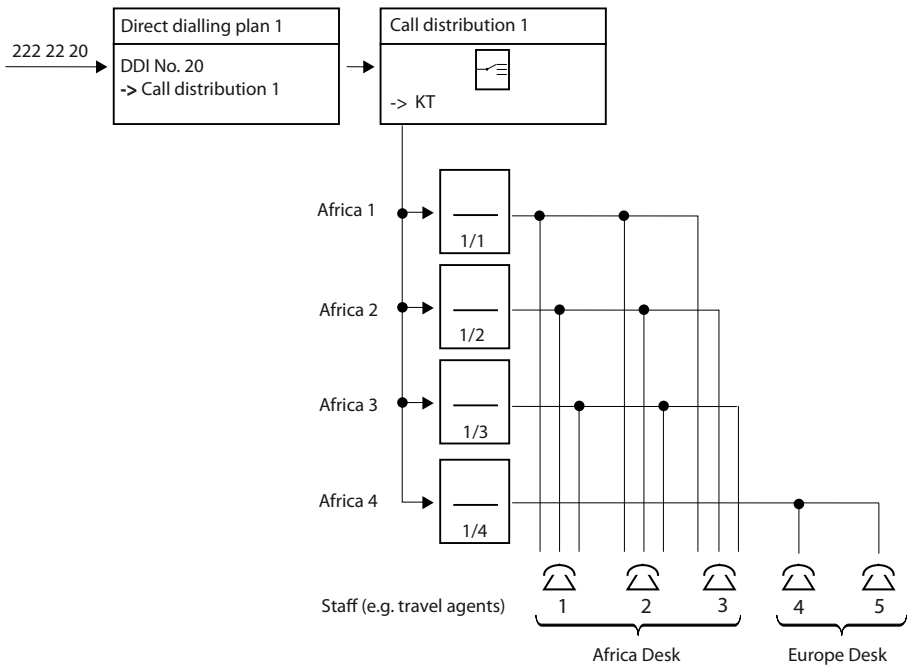 222 22 20
Direct dialling plan 1
DDI No. 20
-> Call distribution 1
Call distribution 1
-> KT
Africa 1
1/1
Africa 2
1/2
Africa 3
1/3
Africa 4
1/4
Staff (e.g. travel agents)
1 2 3 4 5
Africa Desk
Europe Desk